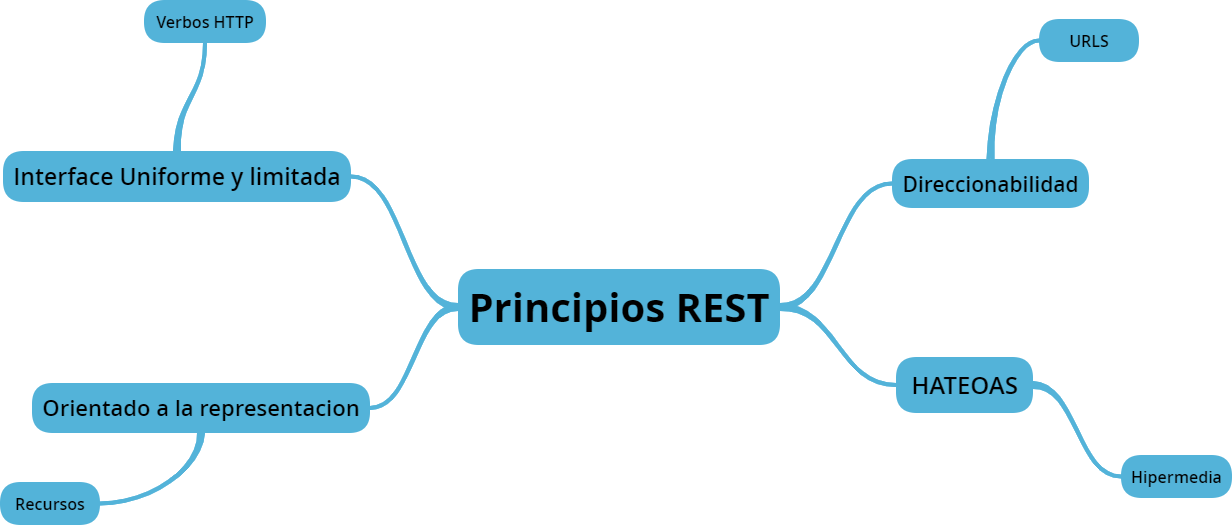 Verbos HTTP
URLS
Interface Uniforme y limitada
Direccionabilidad
Principios REST
HATEOAS
Orientado a la representacion
Hipermedia
Recursos